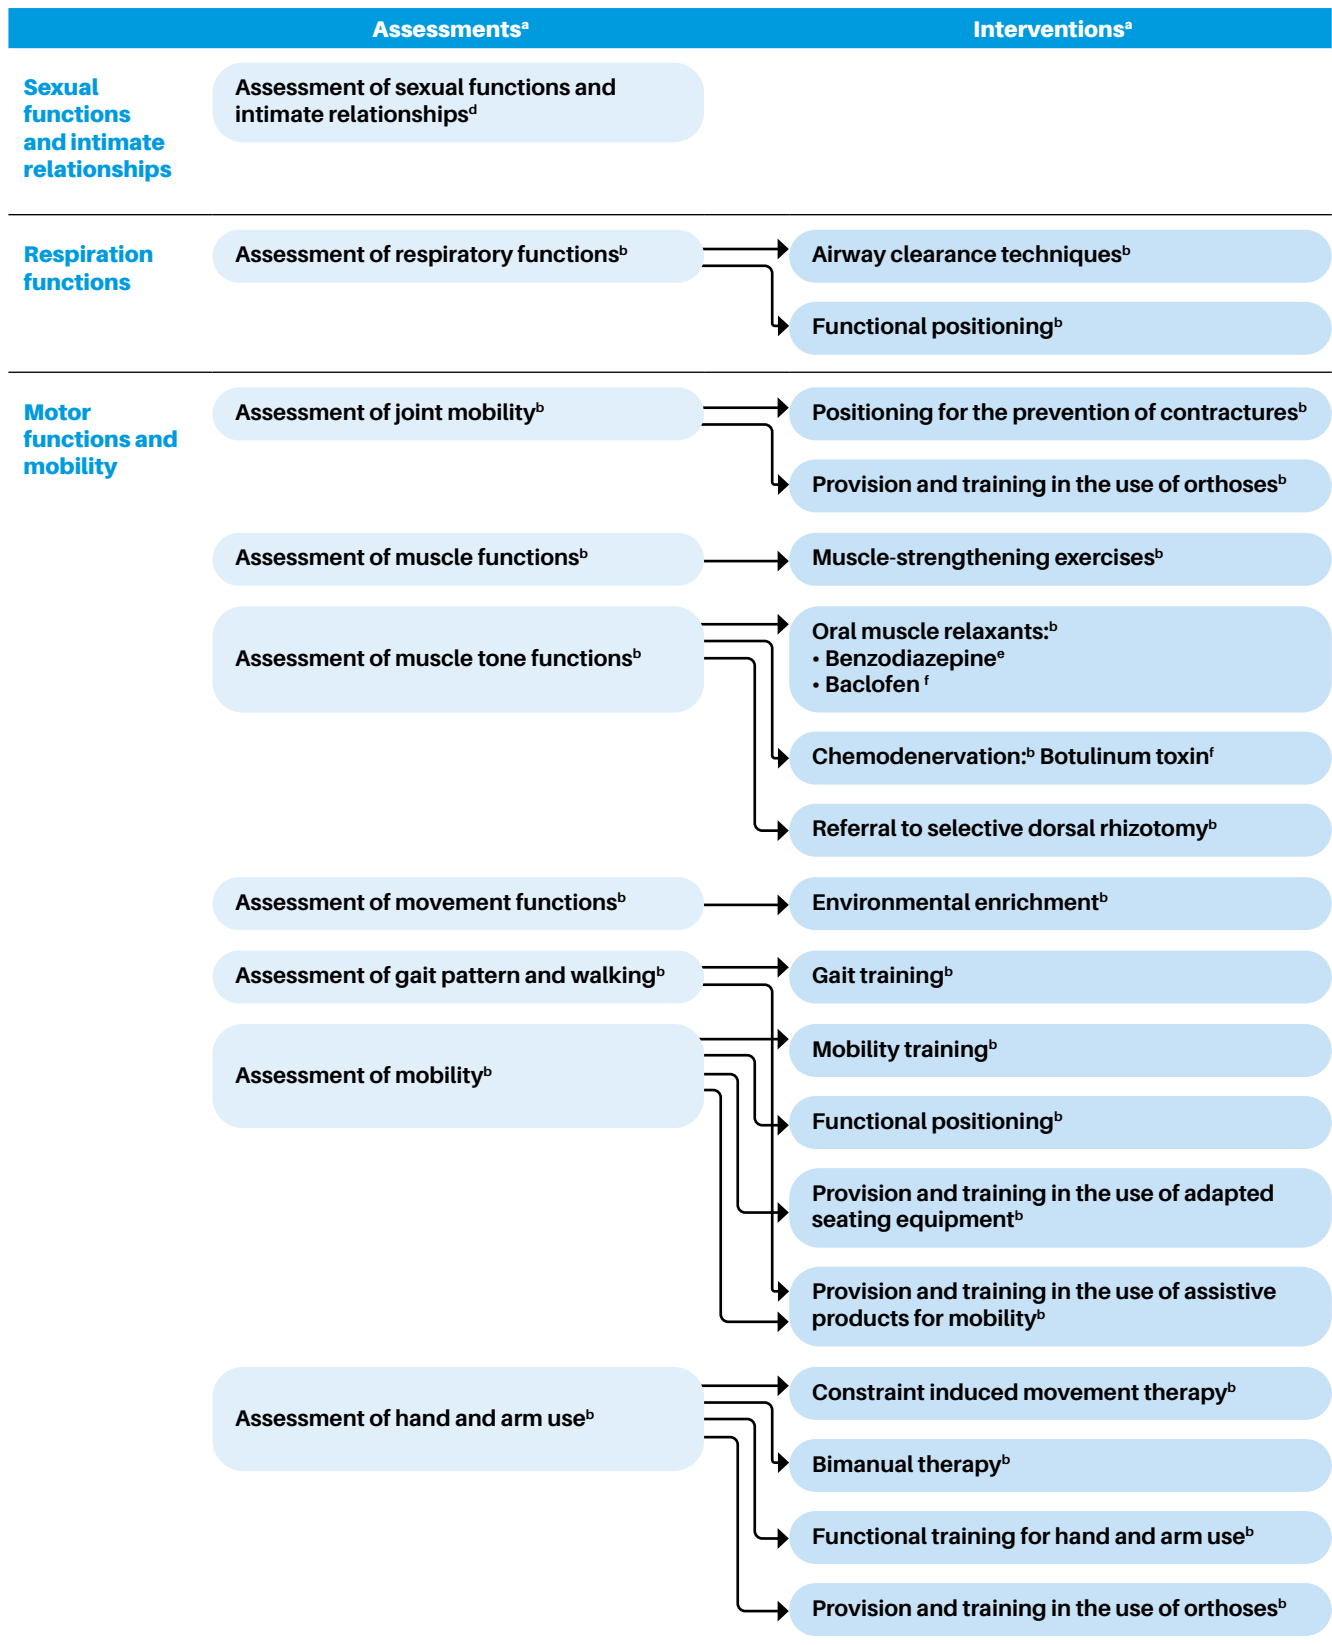 Assessmentsᵃ Interventionsᵃ
Sexual
functions
and intimate
relationships
Assessment of sexual functions and
intimate relationshipsᵈ
Respiration
functions
Assessment of respiratory functionsᵇ
Airway clearance techniquesᵇ
Functional positioningᵇ
Motor
functions and
mobility
Assessment of joint mobilityᵇ
Positioning for the prevention of contracturesᵇ
Provision and training in the use of orthosesᵇ
Assessment of muscle functionsᵇ
Muscle-strengthening exercisesᵇ
Assessment of muscle tone functionsᵇ
Oral muscle relaxants:ᵇ
• Benzodiazepineᵉ
• Baclofen ᶠ
Chemodenervation:ᵇ Botulinum toxinᶠ
Referral to selective dorsal rhizotomyᵇ
Assessment of movement functionsᵇ
Environmental enrichmentᵇ
Assessment of gait pattern and walkingᵇ
Gait trainingᵇ
Assessment of mobilityᵇ
Mobility trainingᵇ
Functional positioningᵇ
Provision and training in the use of adapted
seating equipmentᵇ
Provision and training in the use of assistive
products for mobilityᵇ
Assessment of hand and arm useᵇ
Constraint induced movement therapyᵇ
Bimanual therapyᵇ
Functional training for hand and arm useᵇ
Provision and training in the use of orthosesᵇ